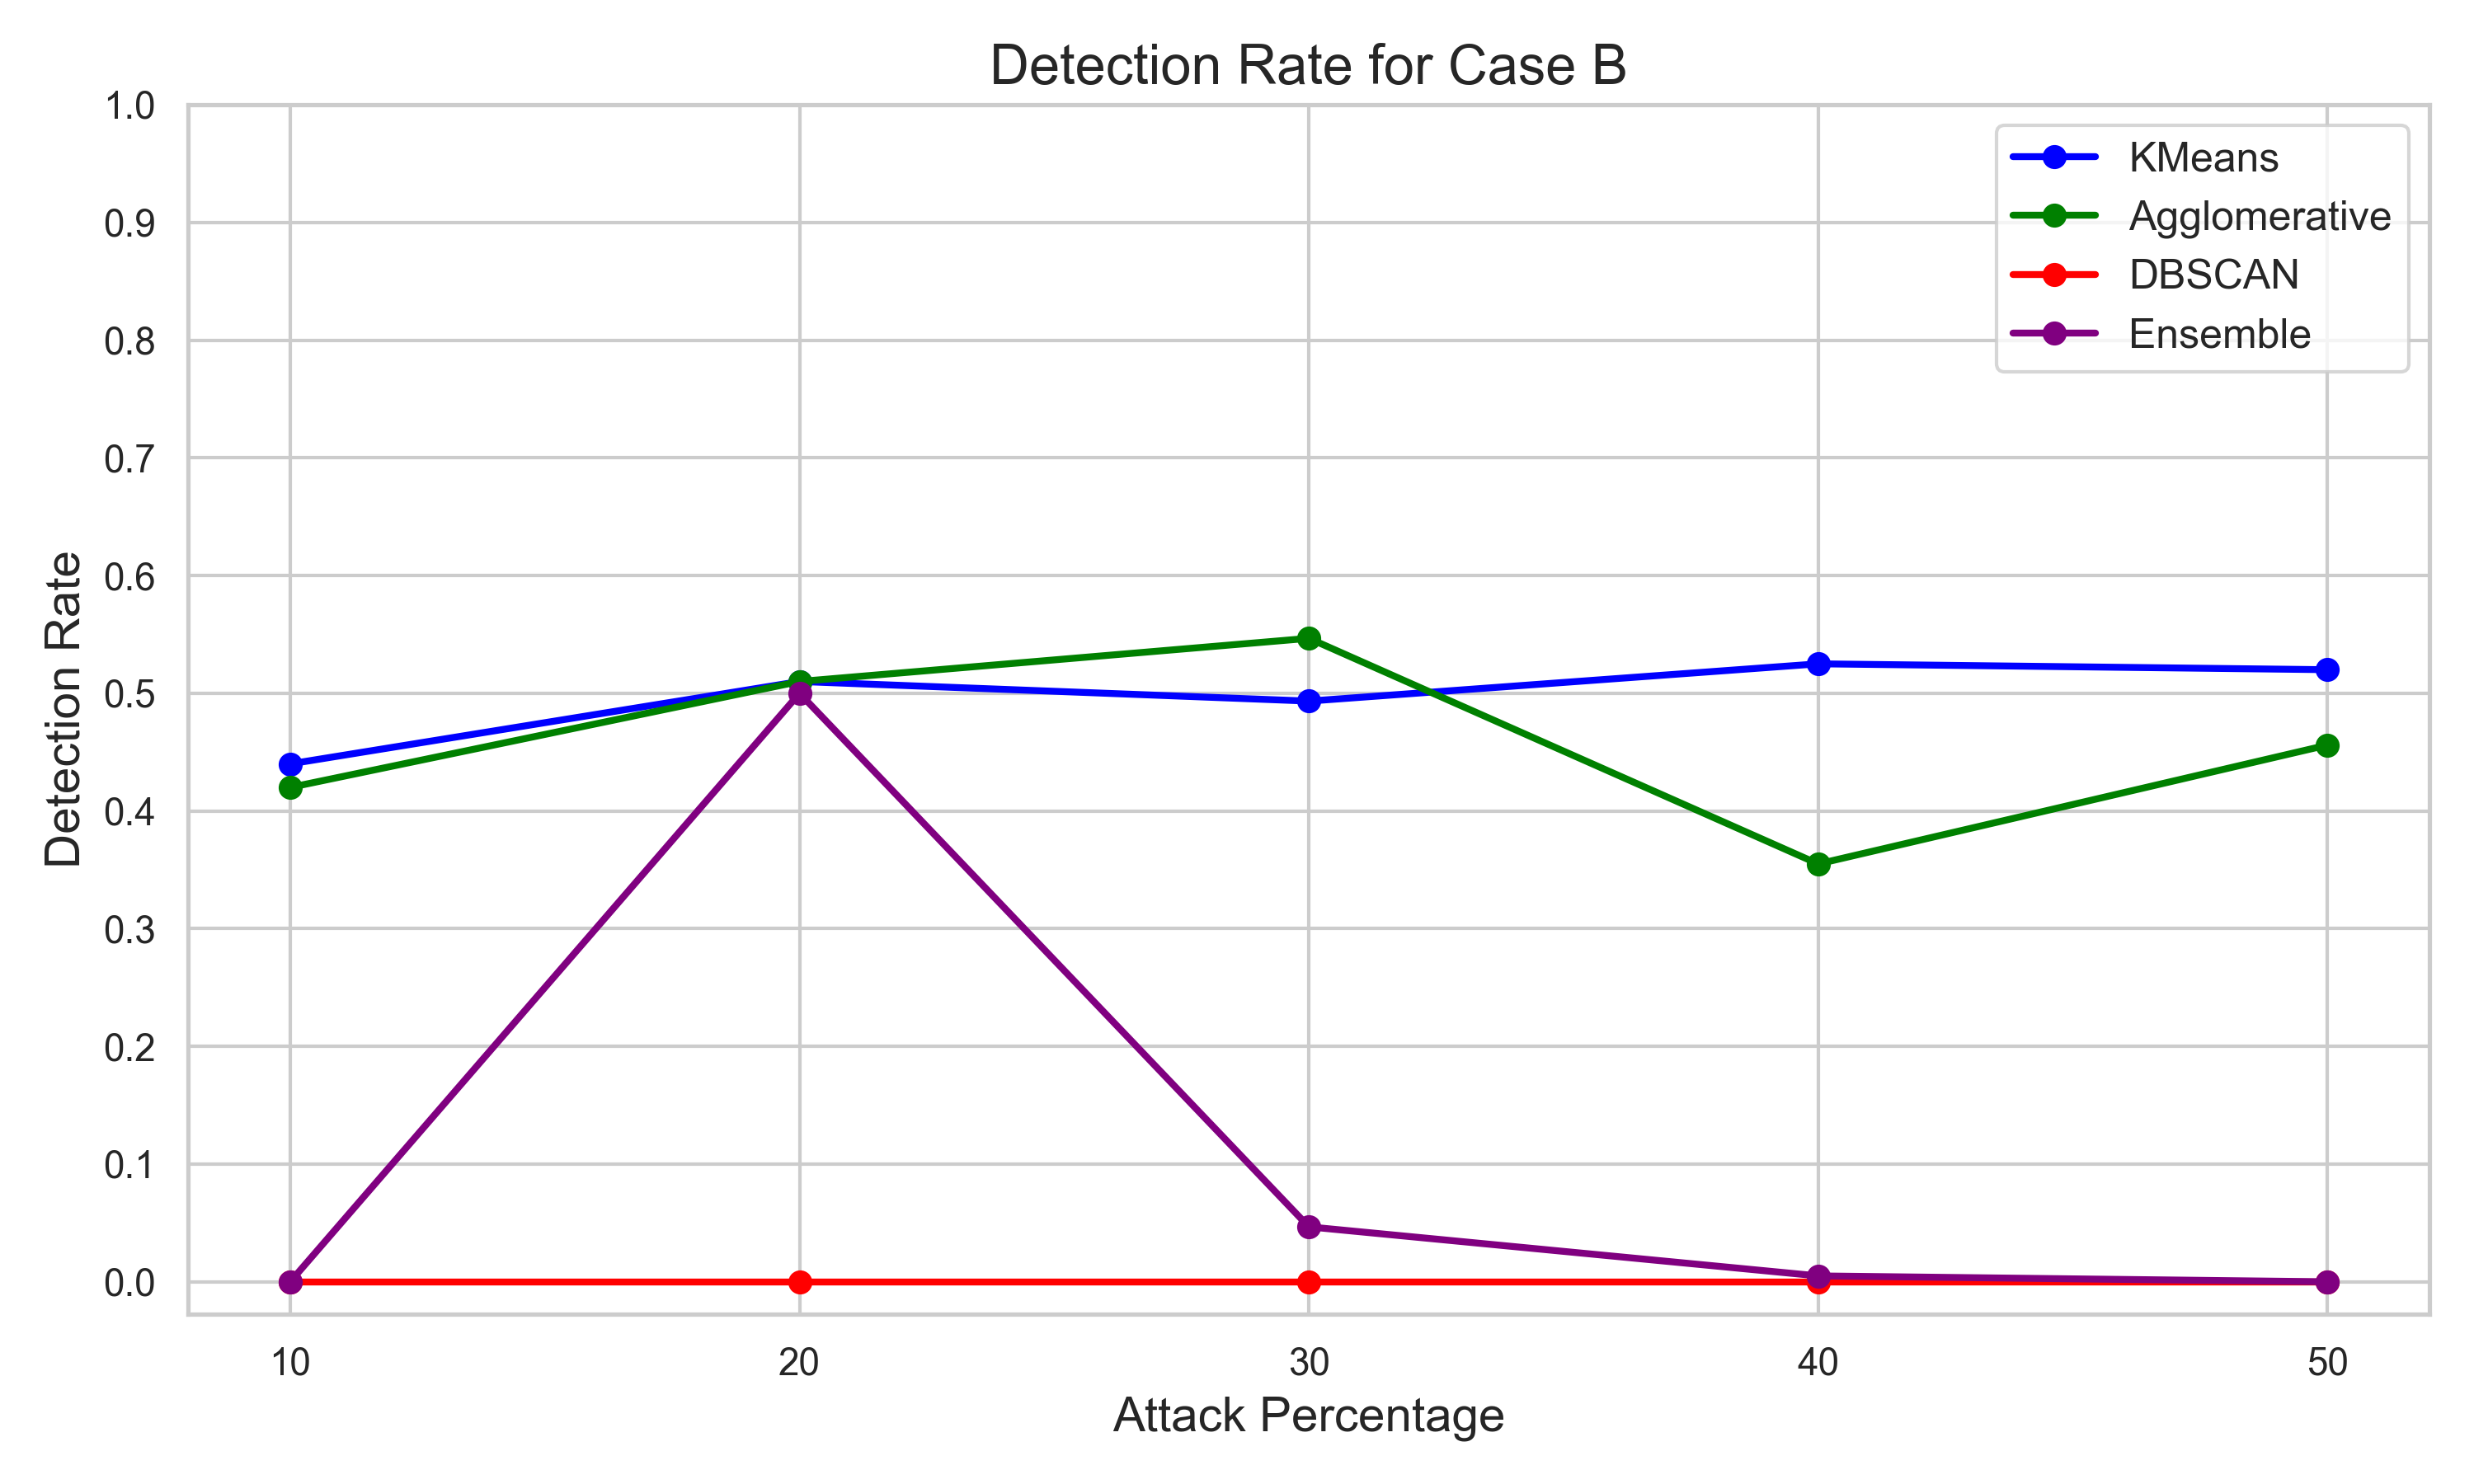 Detection Rate for Case B
1.0
0.9
0.8
0.7
0.6
0.5
0.4
0.3
0.2
0.1
0.0
Detection Rate
KMeans
Agglomerative
DBSCAN
Ensemble
10 20 30 40 50
Attack Percentage